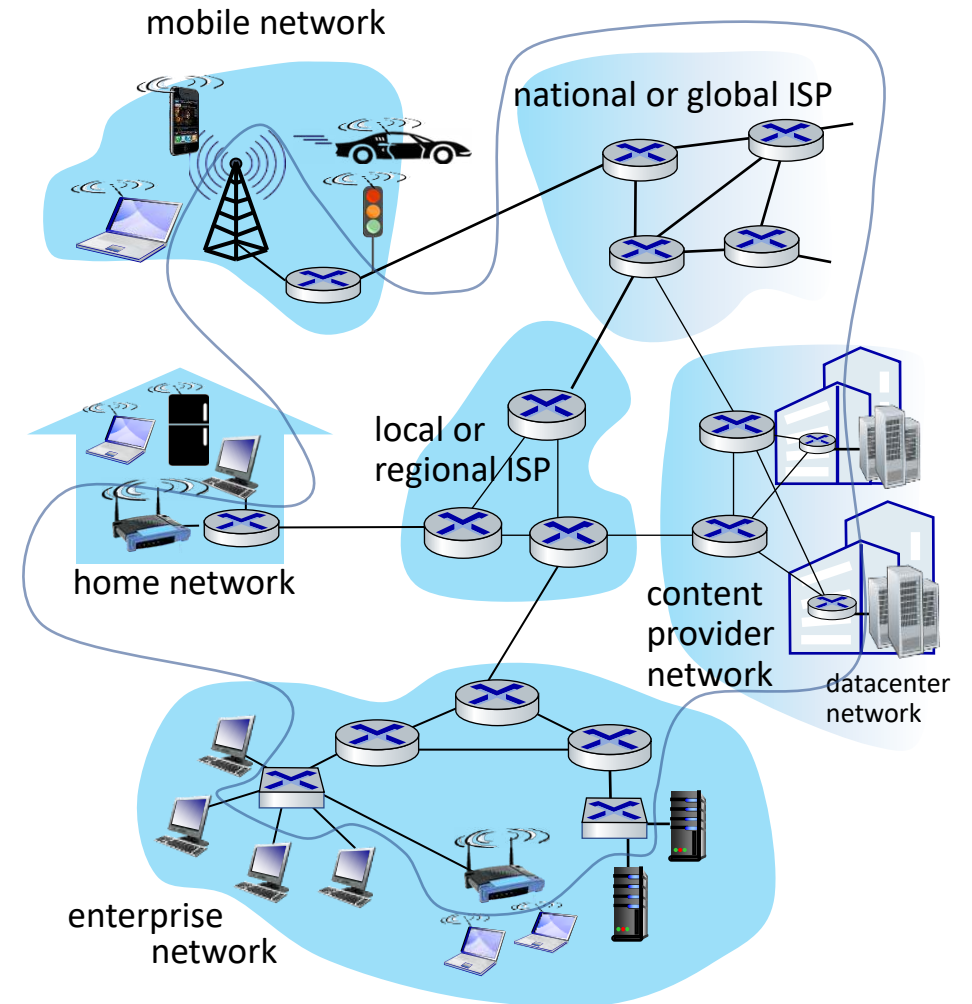 mobile network
national or global ISP
local or
regional ISP
home network
content
provider
network
datacenter
network
enterprise
network